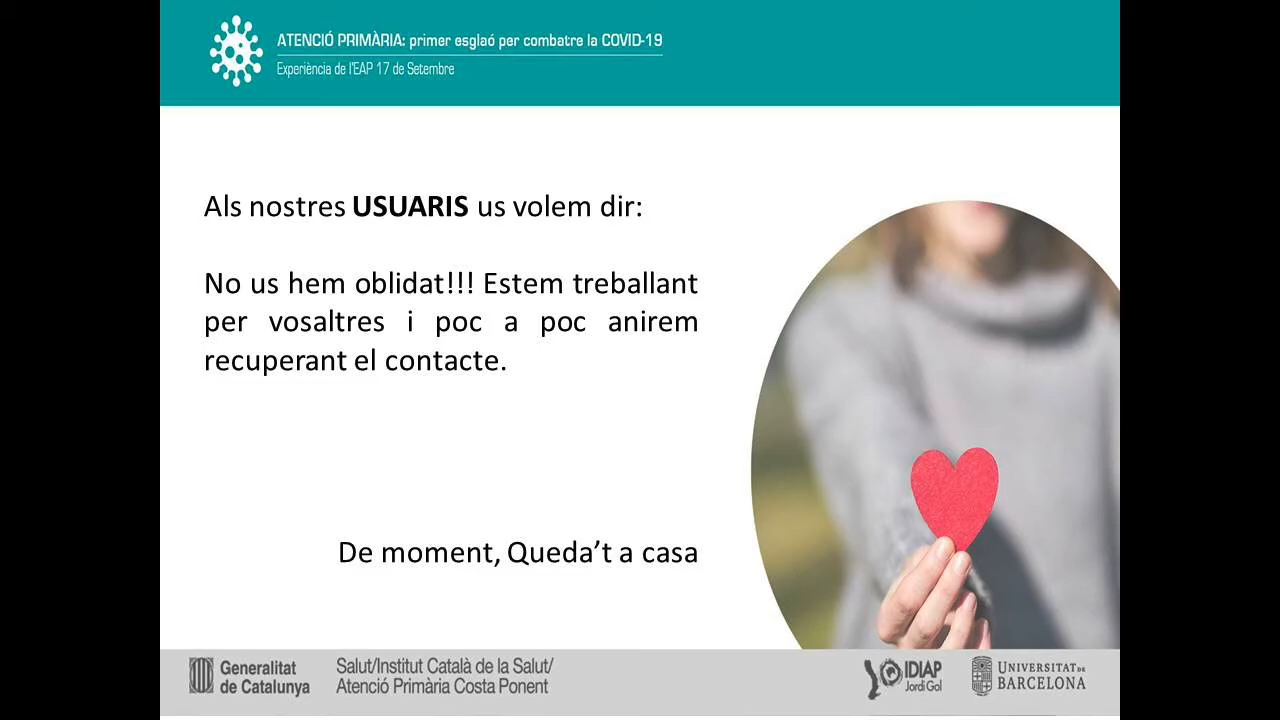 ATENCIÓ PRIMÀRIA: primer esglaó per combatre la COVID-19
Experiència de l'EAP 17 de Setembre
Als nostres USUARIS us volem dir:
No us hem oblidat!!! Estem treballant
per vosaltres i poc a poc anirem
recuperant el contacte.
De moment, Queda't a casa
Generalitat
de Catalunya
Salut/Institut Català de la Salut/
Atenció Primària Costa Ponent
IDIAP
Jordi Gol
UNIVERSITAT DE
BARCELONA